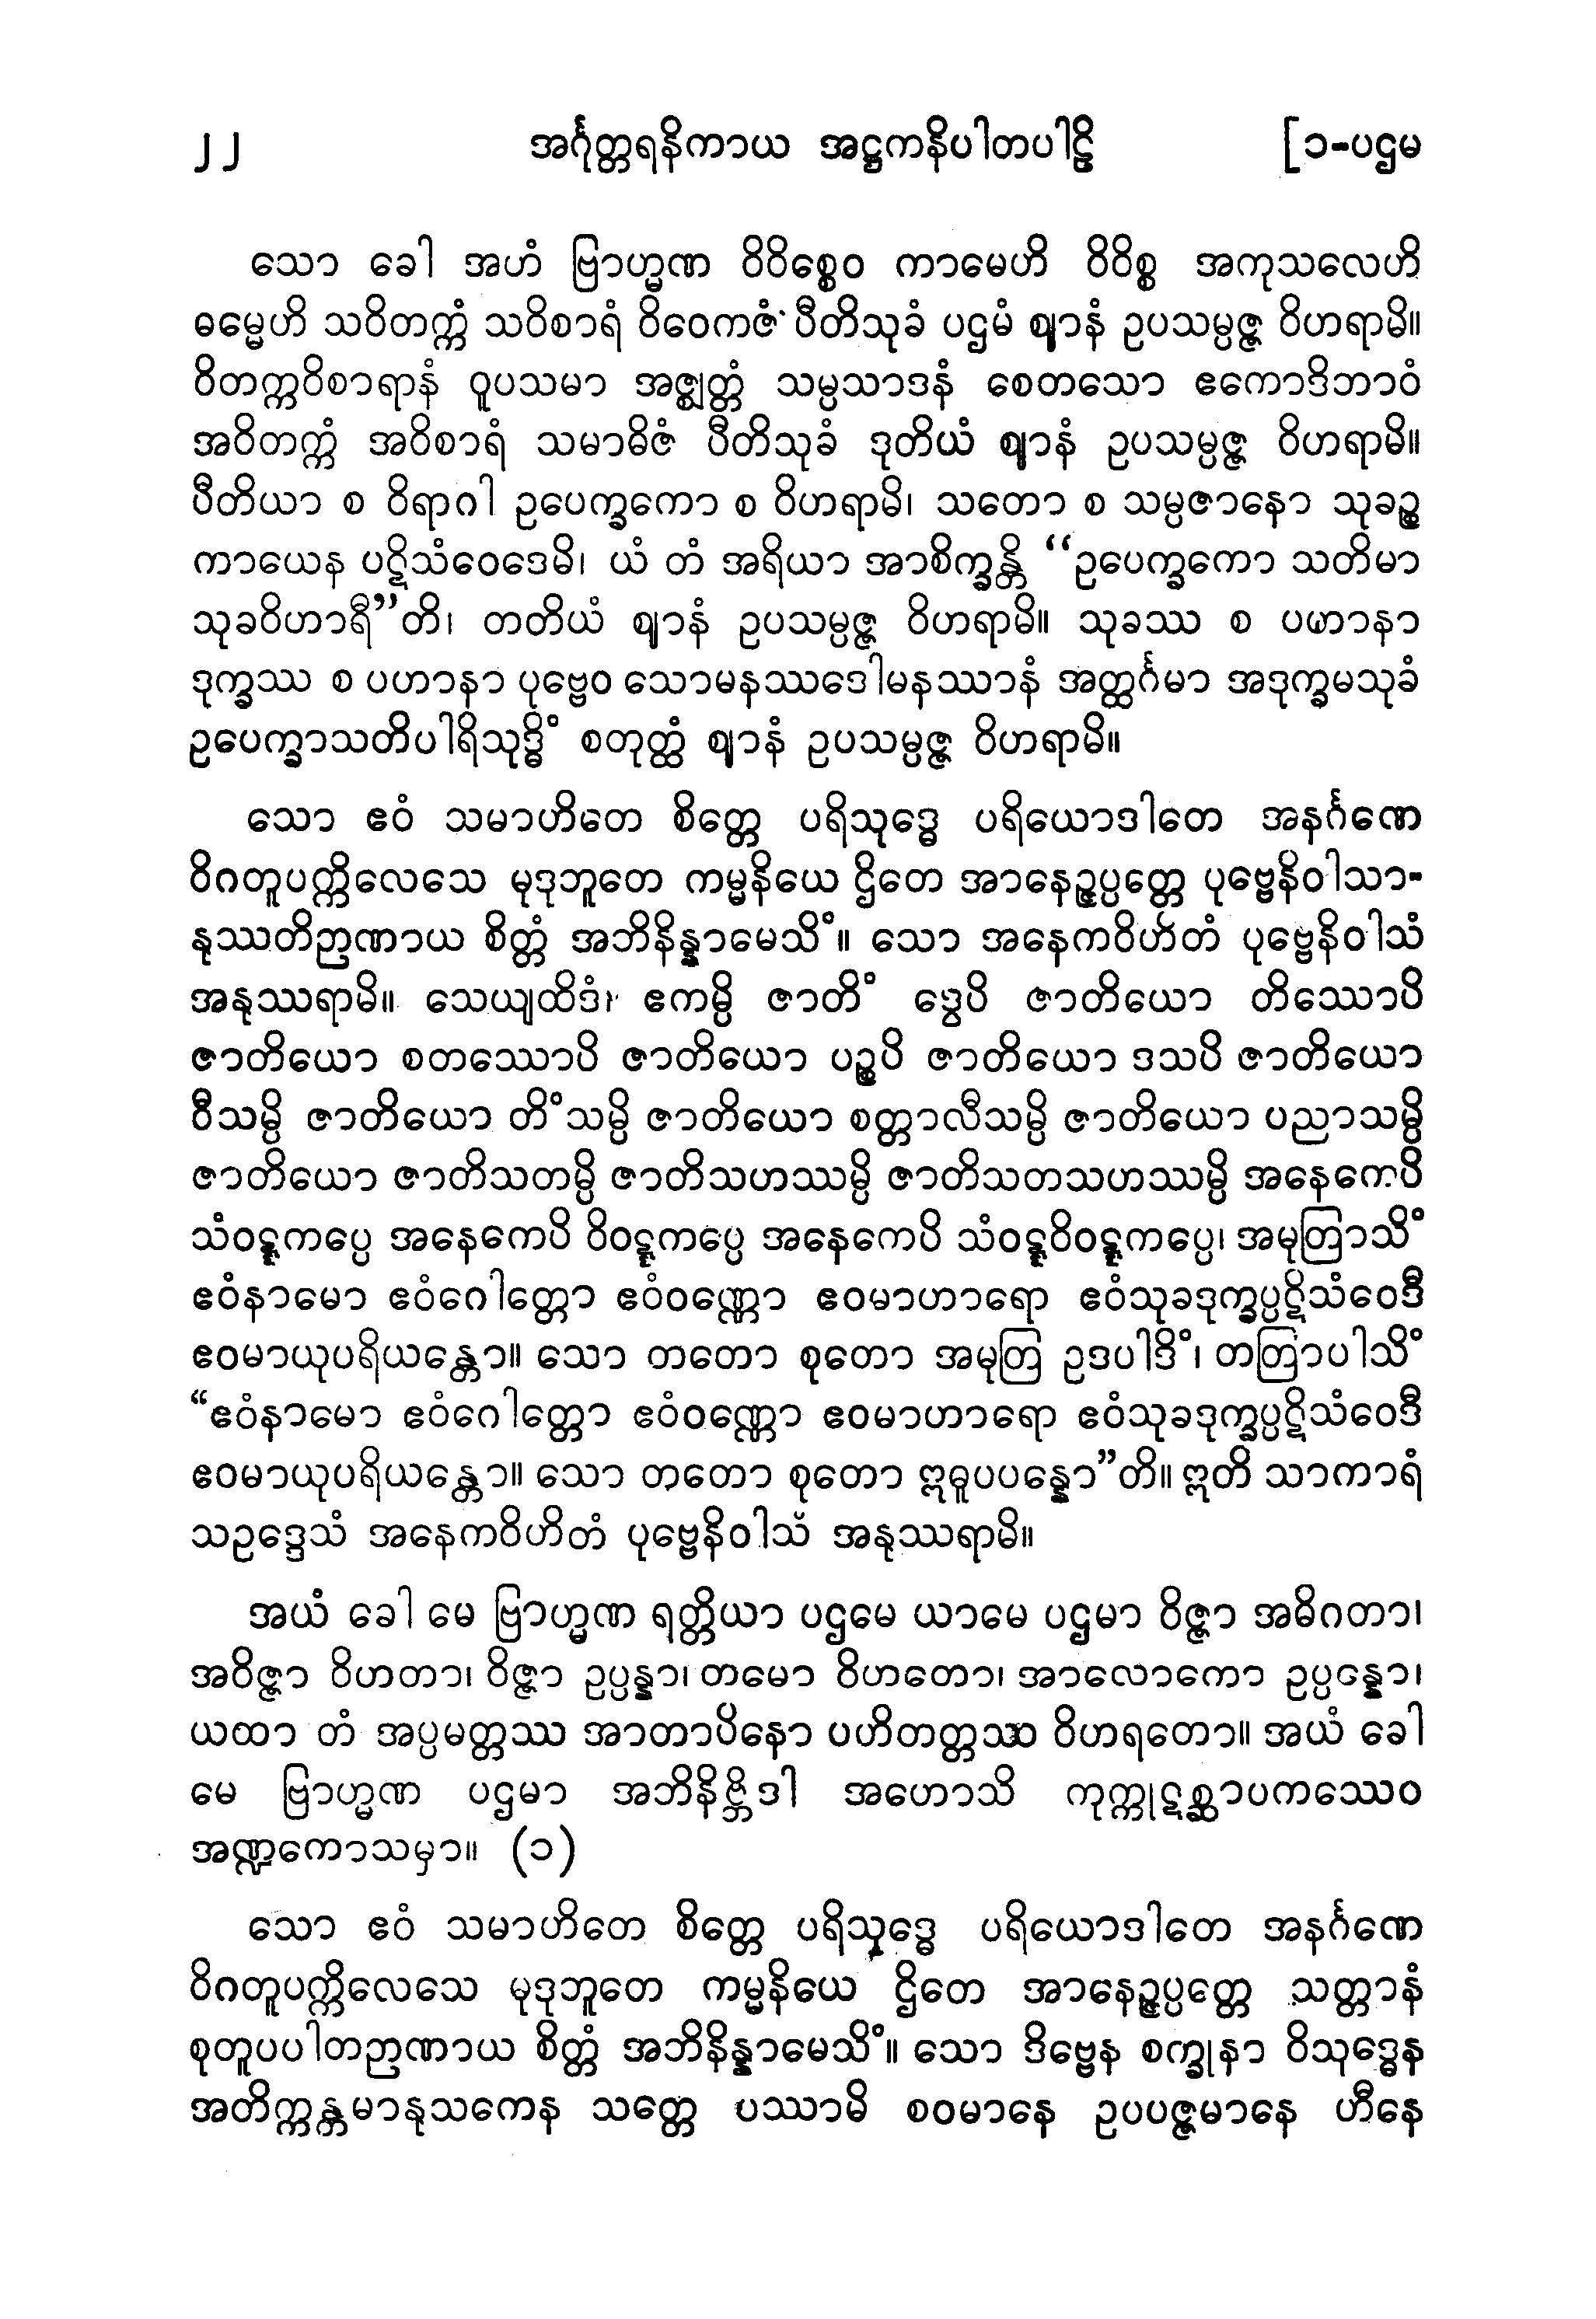 ၂၂ အင်္ဂုတ္တရနိကာယ အဋ္ဌကနိပါတပါဠိ [၁-ပဌမ
သော ခေါ အဟံ ဗြာဟ္မဏ ဝိဝိစ္စေဝ ကာမေဟိ ဝိဝိစ္စ အကုသလေဟိ
ဓမ္မေဟိ သဝိတက္ကံ သဝိစာရံ ဝိဝေကဇံ ပီတိသုခံ ပဌမံ ဈာနံ ဥပသမ္ပဇ္ဇ ဝိဟရာမိ။
ဝိတက္ကဝိစာရာနံ ဝူပသမာ အဇ္ဈတ္တံ သမ္ပသာဒနံ စေတသော ဧကောဒိဘာဝံ
အဝိတက္ကံ အဝိစာရံ သမာဓိဇံ ပီတိသုခံ ဒုတိယံ ဈာနံ ဥပသမ္ပဇ္ဇ ဝိဟရာမိ။
ပီတိယာ စ ဝိရာဂါ ဥပေက္ခကော စ ဝိဟရာမိ၊ သတော စ သမ္ပဇာနော သုခဉ္စ
ကာယေန ပဋိသံဝေဒေမိ၊ ယံ တံ အရိယာ အာစိက္ခန္တိ “ဥပေက္ခကော သတိမာ
သုခဝိဟာရီ”တိ၊ တတိယံ ဈာနံ ဥပသမ္ပဇ္ဇ ဝိဟရာမိ။ သုခဿ စ ပဟာနာ
ဒုက္ခဿ စ ပဟာနာ ပုဗ္ဗေဝ သောမနဿဒေါမနဿာနံ အတ္ထင်္ဂမာ အဒုက္ခမသုခံ
ဥပေက္ခာသတိပါရိသုဒ္ဓိံ စတုတ္ထံ ဈာနံ ဥပသမ္ပဇ္ဇ ဝိဟရာမိ။
သော ဧဝံ သမာဟိတေ စိတ္တေ ပရိသုဒ္ဓေ ပရိယောဒါတေ အနင်္ဂဏေ
ဝိဂတူပက္ကိလေသေ မုဒုဘူတေ ကမ္မနိယေ ဌိတေ အာနေဉ္ဇပ္ပတ္တေ ပုဗ္ဗေနိဝါသာ-
နုဿတိဉာဏာယ စိတ္တံ အဘိနိန္နာမေသိံ။ သော အနေကဝိဟိတံ ပုဗ္ဗေနိဝါသံ
အနုဿရာမိ။ သေယျထိဒံ၊ ဧကမ္ပိ ဇာတိံ ဒွေပိ ဇာတိယော တိဿောပိ
ဇာတိယော စတဿောပိ ဇာတိယော ပဉ္စပိ ဇာတိယော ဒသပိ ဇာတိယော
ဝီသမ္ပိ ဇာတိယော တိံသမ္ပိ ဇာတိယော စတ္တာလီသမ္ပိ ဇာတိယော ပညာသမ္ပိ
ဇာတိယော ဇာတိသတမ္ပိ ဇာတိသဟဿမ္ပိ ဇာတိသတသဟဿမ္ပိ အနေကေပိ
သံဝဋ္ဋကပ္ပေ အနေကေပိ ဝိဝဋ္ဋကပ္ပေ အနေကေပိ သံဝဋ္ဋဝိဝဋ္ဋကပ္ပေ၊ အမုတြာသိံ
ဧဝံနာမော ဧဝံဂေါတ္တော ဧဝံဝဏ္ဏော ဧဝမာဟာရော ဧဝံသုခဒုက္ခပ္ပဋိသံဝေဒီ
ဧဝမာယုပရိယန္တော။ သော တတော စုတော အမုတြ ဥဒပါဒိံ၊ တတြာပါသိံ
“ဧဝံနာမော ဧဝံဂေါတ္တော ဧဝံဝဏ္ဏော ဧဝမာဟာရော ဧဝံသုခဒုက္ခပ္ပဋိသံဝေဒီ
ဧဝမာယုပရိယန္တော။ သော တတော စုတော ဣဓူပပန္နော”တိ။ ဣတိ သာကာရံ
သဥဒ္ဒေသံ အနေကဝိဟိတံ ပုဗ္ဗေနိဝါသံ အနုဿရာမိ။
အယံ ခေါ မေ ဗြာဟ္မဏ ရတ္တိယာ ပဌမေ ယာမေ ပဌမာ ဝိဇ္ဇာ အဓိဂတာ၊
အဝိဇ္ဇာ ဝိဟတာ၊ ဝိဇ္ဇာ ဥပ္ပန္နာ၊ တမော ဝိဟတော၊ အာလောကော ဥပ္ပန္နော၊
ယထာ တံ အပ္ပမတ္တဿ အာတာပိနော ပဟိတတ္တဿ ဝိဟရတော။ အယံ ခေါ
မေ ဗြာဟ္မဏ ပဌမာ အဘိနိဗ္ဘိဒါ အဟောသိ ကုက္ကုဋစ္ဆာပကဿေဝ
အဏ္ဍကောသမှာ။ (၁)
သော ဧဝံ သမာဟိတေ စိတ္တေ ပရိသုဒ္ဓေ ပရိယောဒါတေ အနင်္ဂဏေ
ဝိဂတူပက္ကိလေသေ မုဒုဘူတေ ကမ္မနိယေ ဌိတေ အာနေဉ္ဇပ္ပတ္တေ သတ္တာနံ
စုတူပပါတဉာဏာယ စိတ္တံ အဘိနိန္နာမေသိံ။ သော ဒိဗ္ဗေန စက္ခုနာ ဝိသုဒ္ဓေန
အတိက္ကန္တမာနုသကေန သတ္တေ ပဿာမိ စဝမာနေ ဥပပဇ္ဇမာနေ ဟီနေ